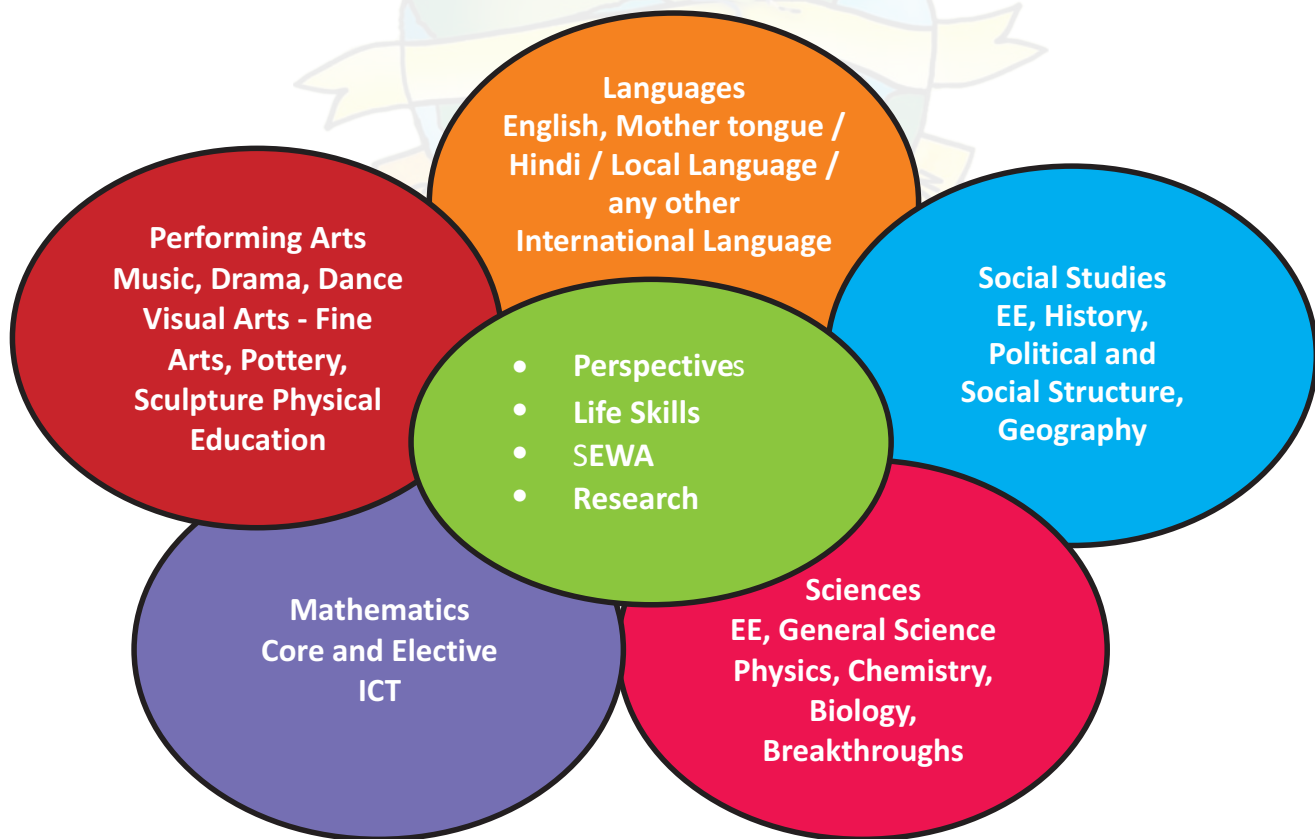 Languages
English, Mother tongue /
Hindi / Local Language /
any other
International Language
Performing Arts
Music, Drama, Dance
Visual Arts - Fine
Arts, Pottery,
Sculpture Physical
Education
Social Studies
EE, History,
Political and
Social Structure,
Geography
• Perspectives
• Life Skills
• SEWA
• Research
Mathematics
Core and Elective
ICT
Sciences
EE, General Science
Physics, Chemistry,
Biology,
Breakthroughs